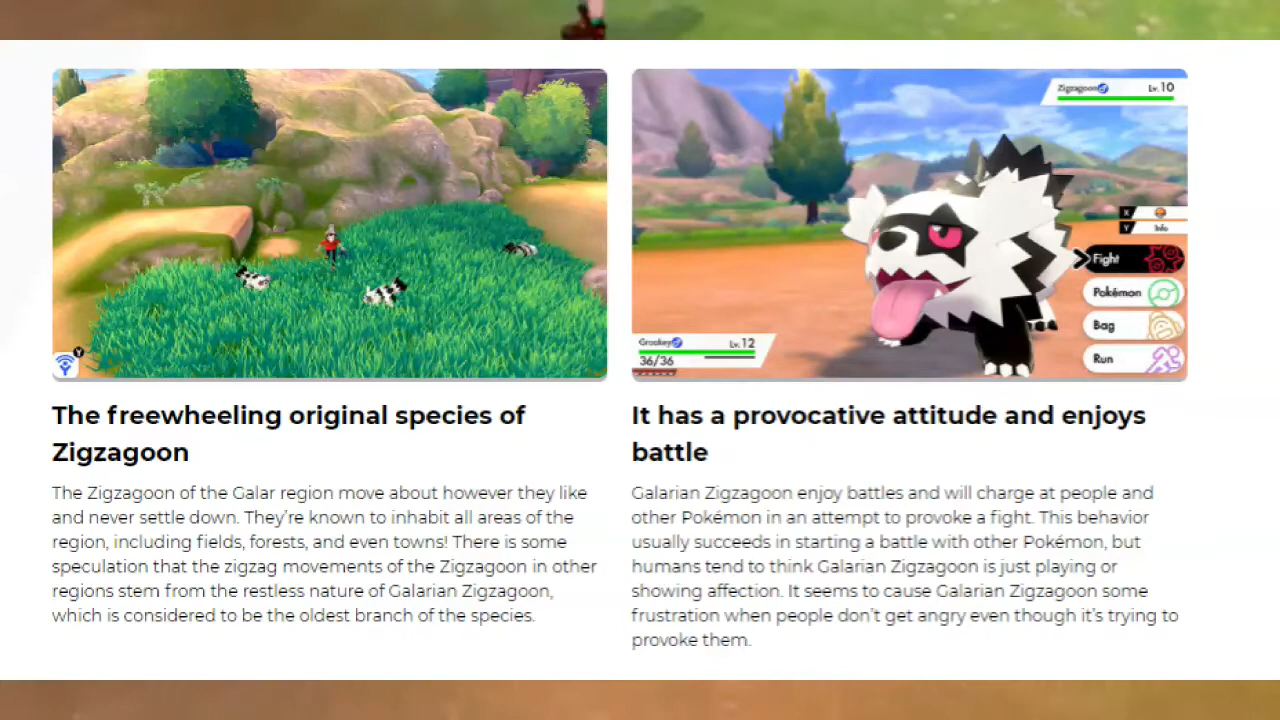 Zigzagoon
Lv. 10
X
Y Info
Fight
Pokémon
Bag
Run
Grookey
Lv. 12
36/36
Y
The freewheeling original species of
Zigzagoon
The Zigzagoon of the Galar region move about however they like
and never settle down. They're known to inhabit all areas of the
region, including fields, forests, and even towns! There is some
speculation that the zigzag movements of the Zigzagoon in other
regions stem from the restless nature of Galarian Zigzagoon,
which is considered to be the oldest branch of the species.
It has a provocative attitude and enjoys
battle
Galarian Zigzagoon enjoy battles and will charge at people and
other Pokémon in an attempt to provoke a fight. This behavior
usually succeeds in starting a battle with other Pokémon, but
humans tend to think Galarian Zigzagoon is just playing or
showing affection. It seems to cause Galarian Zigzagoon some
frustration when people don't get angry even though it's trying to
provoke them.